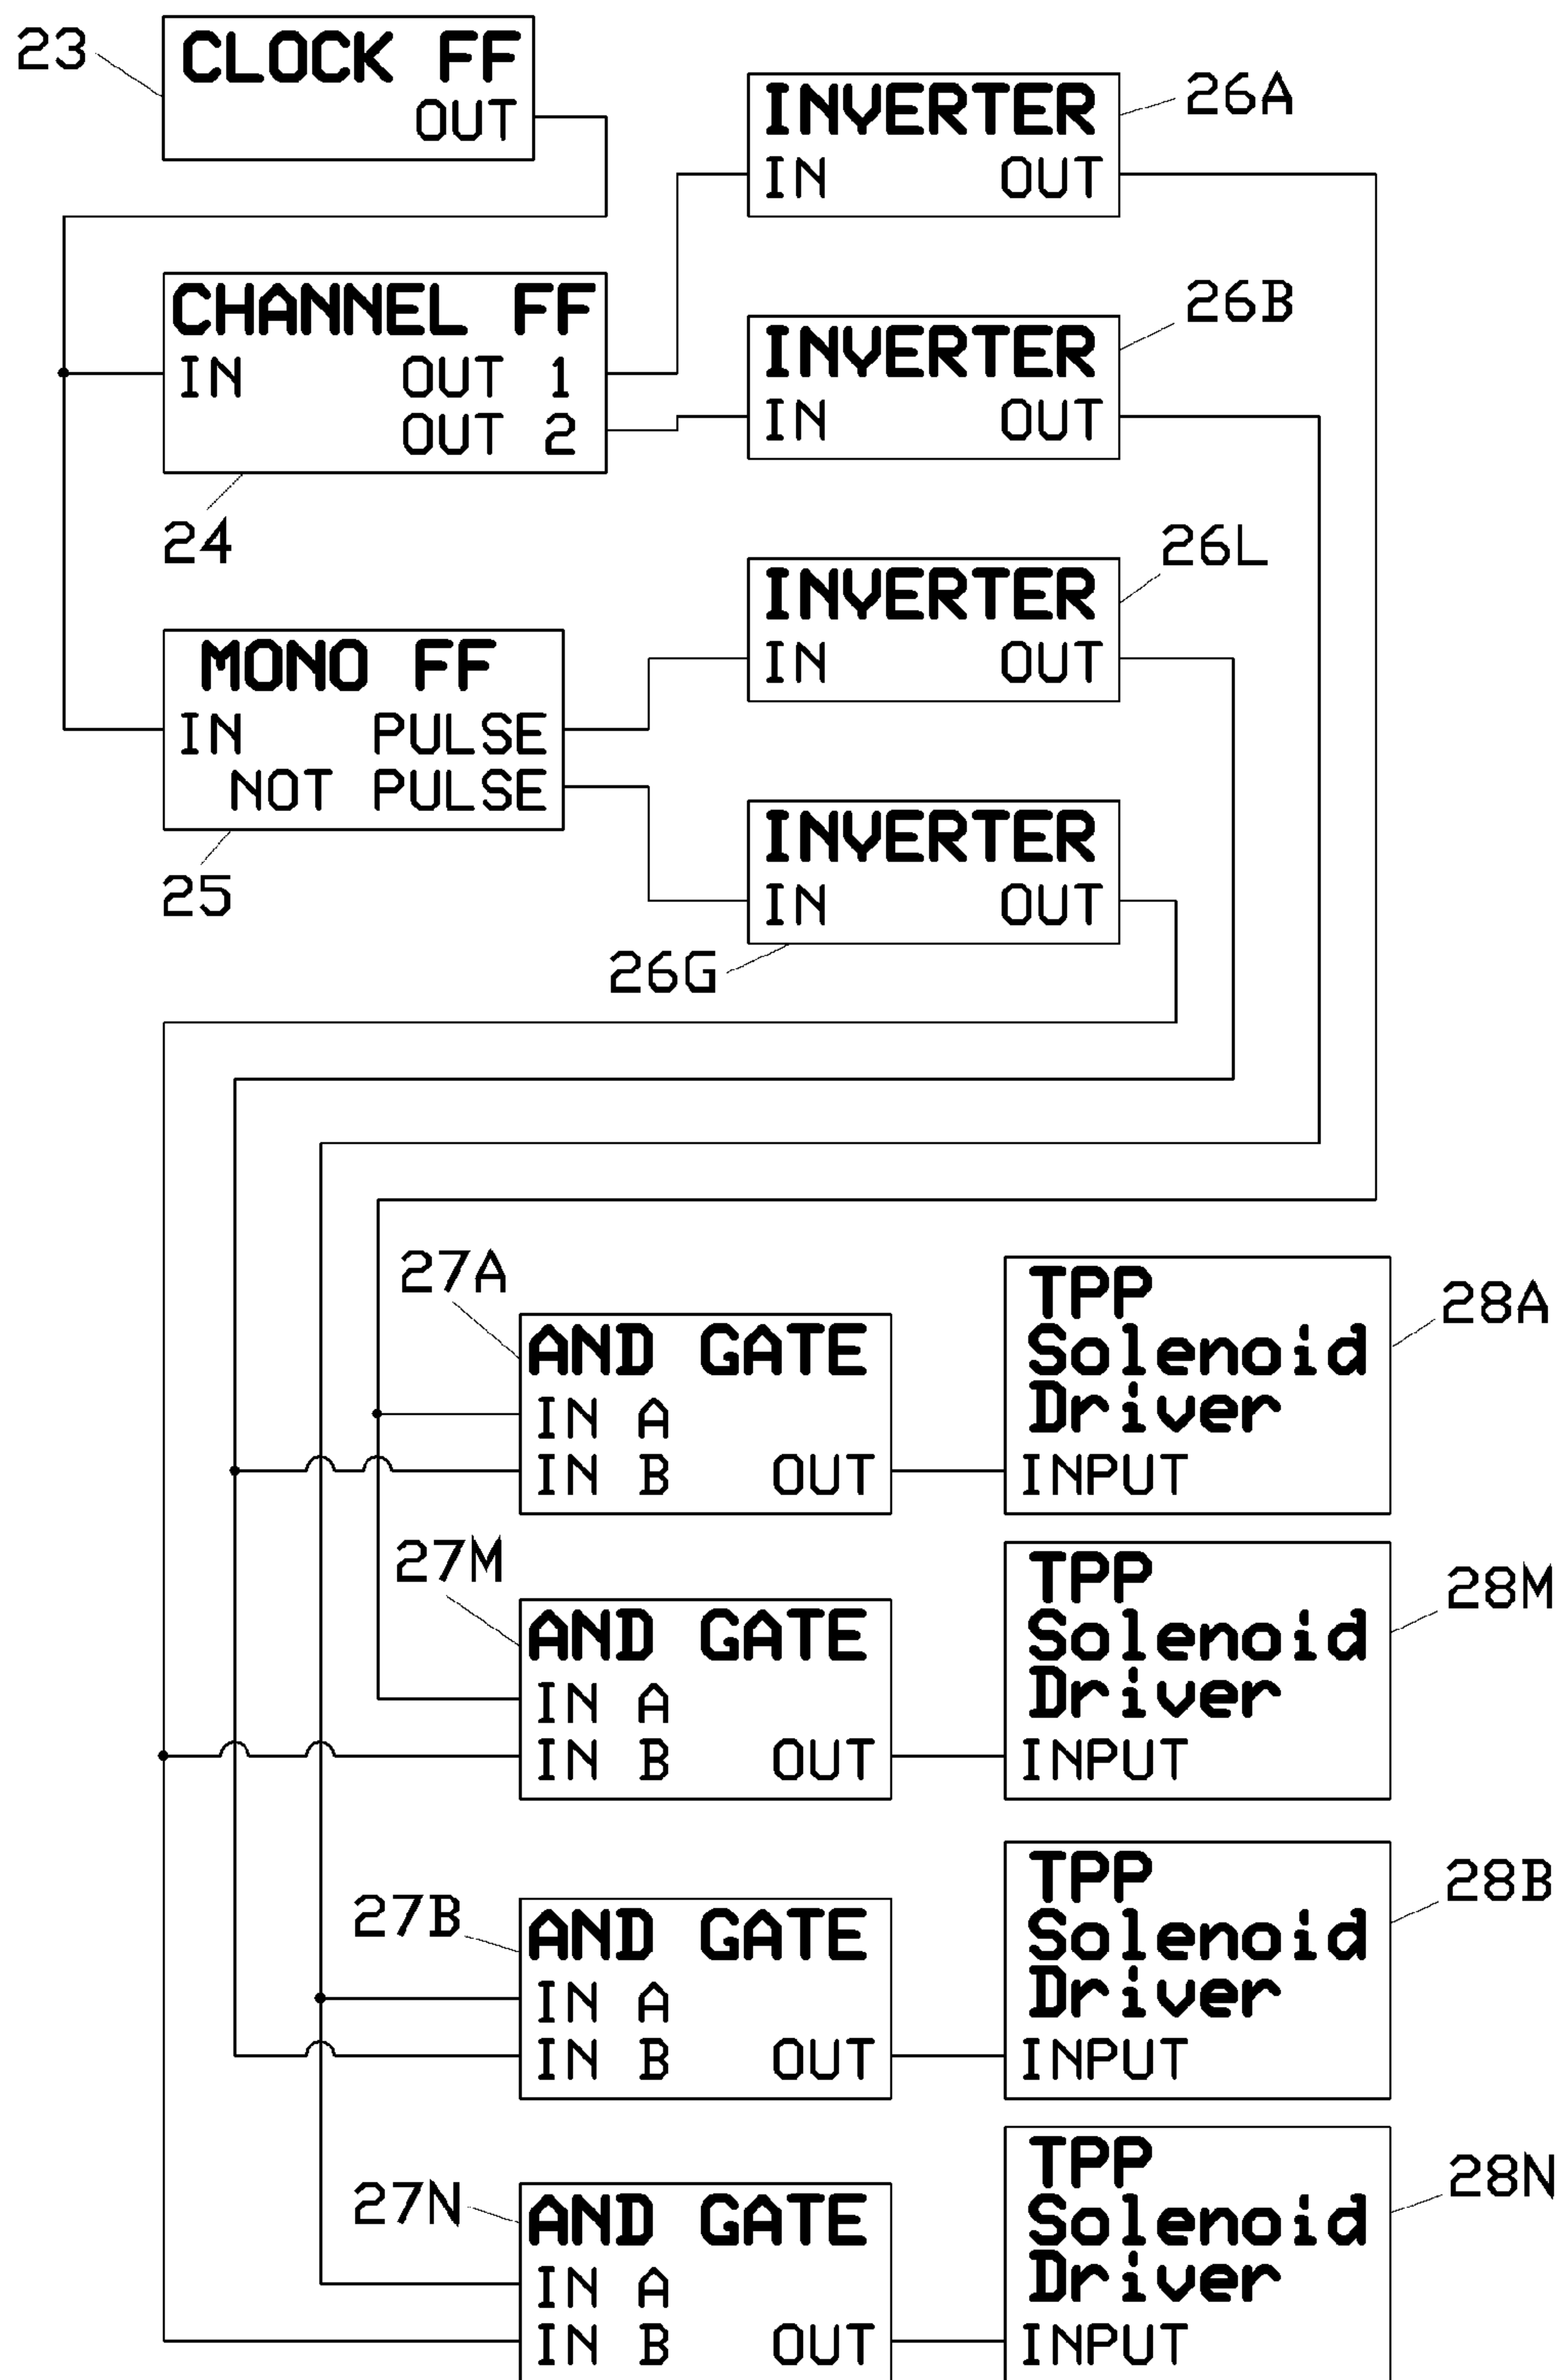 23
CLOCK FF
OUT
INVERTER
IN OUT
26A
CHANNEL FF
IN OUT 1
OUT 2
24
INVERTER
IN OUT
26B
MONO FF
IN PULSE
NOT PULSE
25
INVERTER
IN OUT
26L
INVERTER
IN OUT
26G
27A
AND GATE
IN A
IN B OUT
TPP
Solenoid
Driver
INPUT
28A
27M
AND GATE
IN A
IN B OUT
TPP
Solenoid
Driver
INPUT
28M
27B
AND GATE
IN A
IN B OUT
TPP
Solenoid
Driver
INPUT
28B
27N
AND GATE
IN A
IN B OUT
TPP
Solenoid
Driver
INPUT
28N